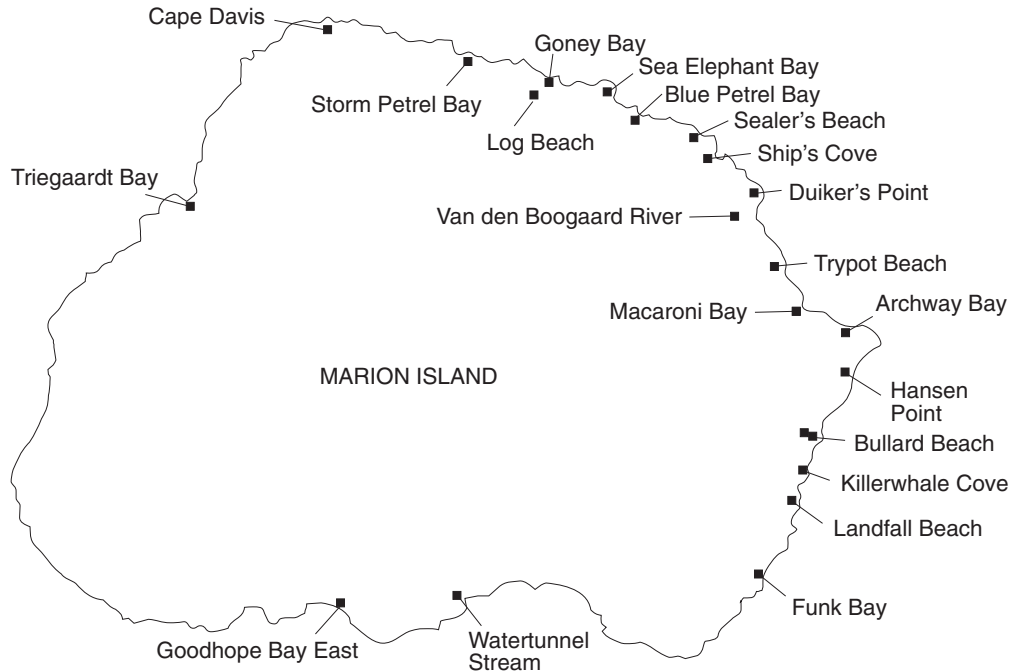 Cape Davis
Goney Bay
Sea Elephant Bay
Storm Petrel Bay
Blue Petrel Bay
Log Beach
Sealer's Beach
Ship's Cove
Triegaardt Bay
Duiker's Point
Van den Boogaard River
Trypot Beach
Macaroni Bay
Archway Bay
MARION ISLAND
Hansen
Point
Bullard Beach
Killerwhale Cove
Landfall Beach
Funk Bay
Goodhope Bay East
Watertunnel
Stream